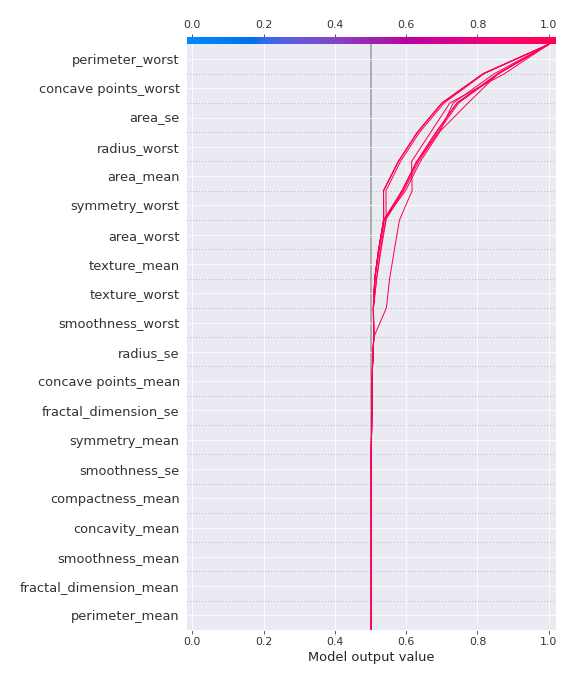 0.0 0.2 0.4 0.6 0.8 1.0
perimeter_worst
concave points_worst
area_se
radius_worst
area_mean
symmetry_worst
area_worst
texture_mean
texture_worst
smoothness_worst
radius_se
concave points_mean
fractal_dimension_se
symmetry_mean
smoothness_se
compactness_mean
concavity_mean
smoothness_mean
fractal_dimension_mean
perimeter_mean
0.0 0.2 0.4 0.6 0.8 1.0
Model output value